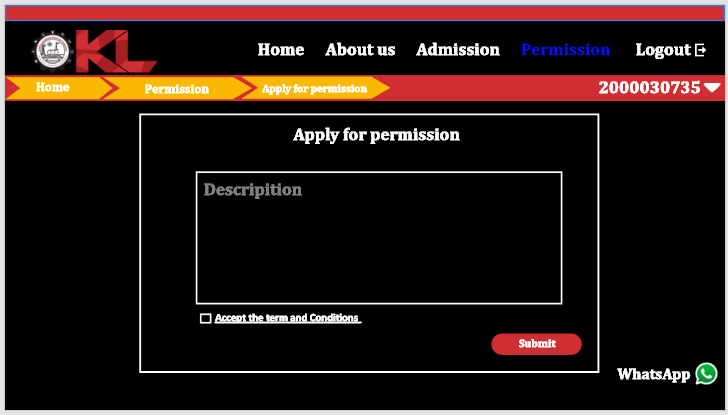 KL
Home About us Admission Permission Logout
Home Permission Apply for permission 2000030735
Apply for permission
Descripition
Accept the term and Conditions
Submit
WhatsApp